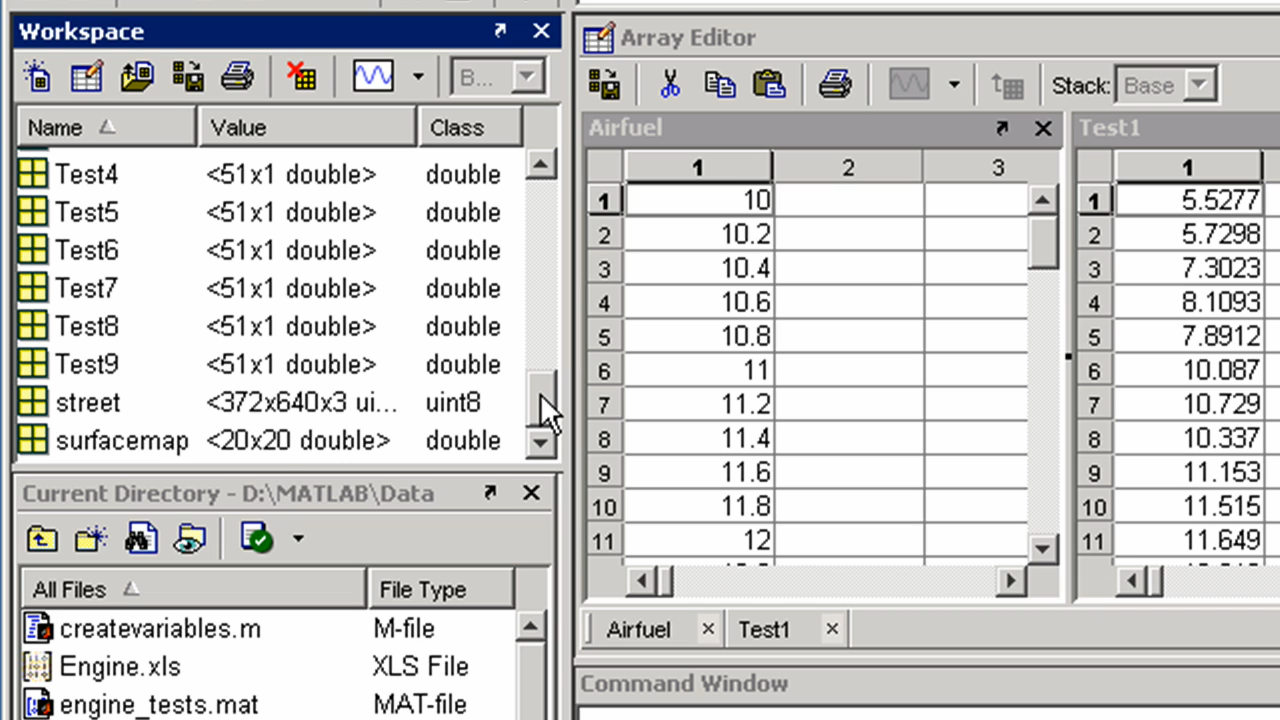 Workspace
B...
Name Value Class
Test4 <51x1 double> double
Test5 <51x1 double> double
Test6 <51x1 double> double
Test7 <51x1 double> double
Test8 <51x1 double> double
Test9 <51x1 double> double
street <372x640x3 ui... uint8
surfacemap <20x20 double> double
Current Directory - D:\MATLAB\Data
All Files File Type
createvariables.m M-file
Engine.xls XLS File
engine_tests.mat MAT-file
Array Editor
Stack: Base
Airfuel
1 2 3
1 10
2 10.2
3 10.4
4 10.6
5 10.8
6 11
7 11.2
8 11.4
9 11.6
10 11.8
11 12
Test1
1
1 5.5277
2 5.7298
3 7.3023
4 8.1093
5 7.8912
6 10.087
7 10.729
8 10.337
9 11.153
10 11.515
11 11.649
Airfuel Test1
Command Window